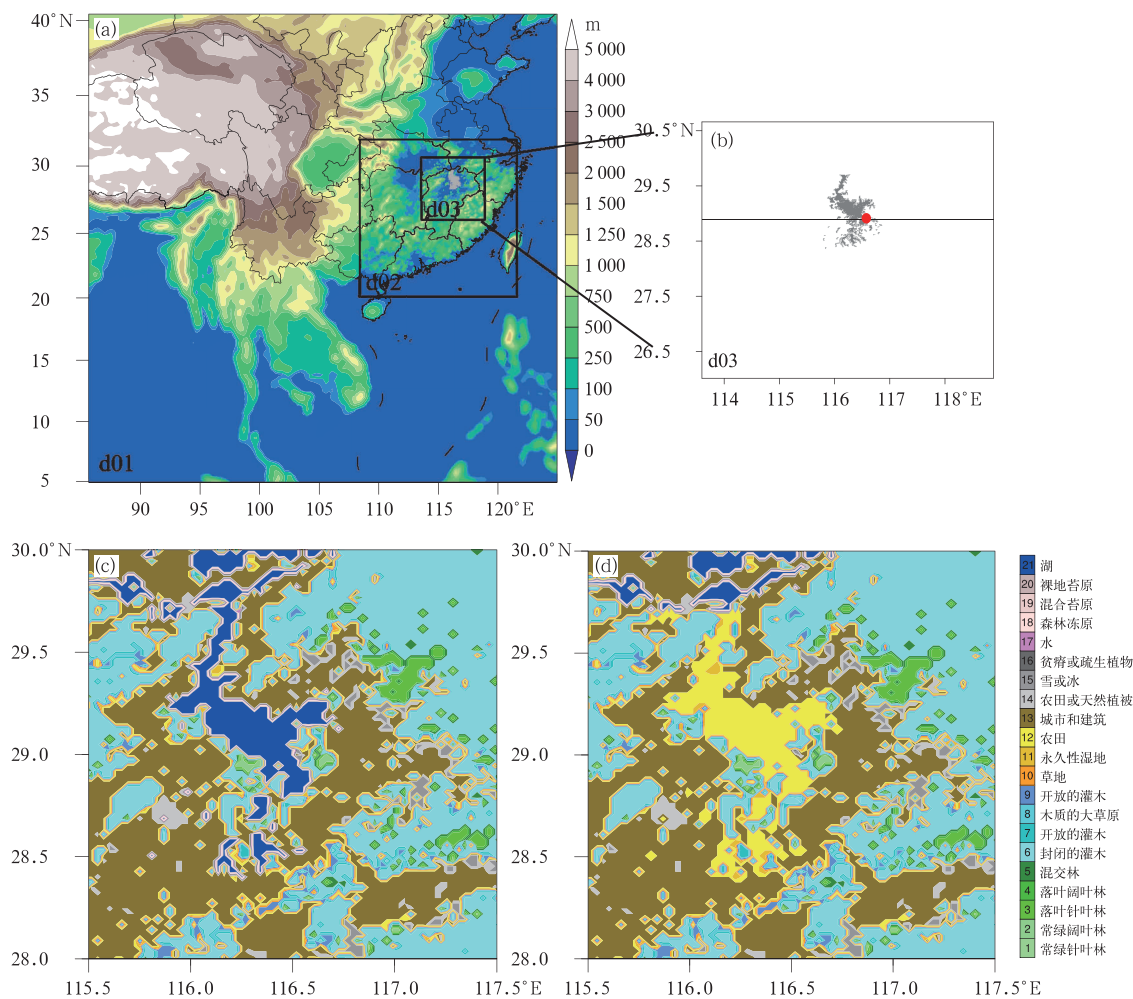 (a)
40°N
35
30
25
20
15
10
5
90
95
100
105
110
115
120°E
d01
d02
d03
m
5 000
4 000
3 000
2 500
2 000
1 500
1 250
1 000
750
500
250
100
50
0
(b)
30.5°N
29.5
28.5
27.5
26.5
d03
114
115
116
117
118°E
(c)
30.0°N
29.5
29.0
28.5
28.0
115.5
116.0
116.5
117.0
117.5°E
(d)
30.0°N
29.5
29.0
28.5
28.0
115.5
116.0
116.5
117.0
117.5°E
21 湖
20 裸地苔原
19 混合苔原
18 森林冻原
17 水
16 贫瘠或疏生植物
15 雪或冰
14 农田或天然植被
13 城市和建筑
12 农田
11 永久性湿地
10 草地
9 开放的灌木
8 木质的大草原
7 开放的灌木
6 封闭的灌木
5 混交林
4 落叶阔叶林
3 落叶针叶林
2 常绿阔叶林
1 常绿针叶林